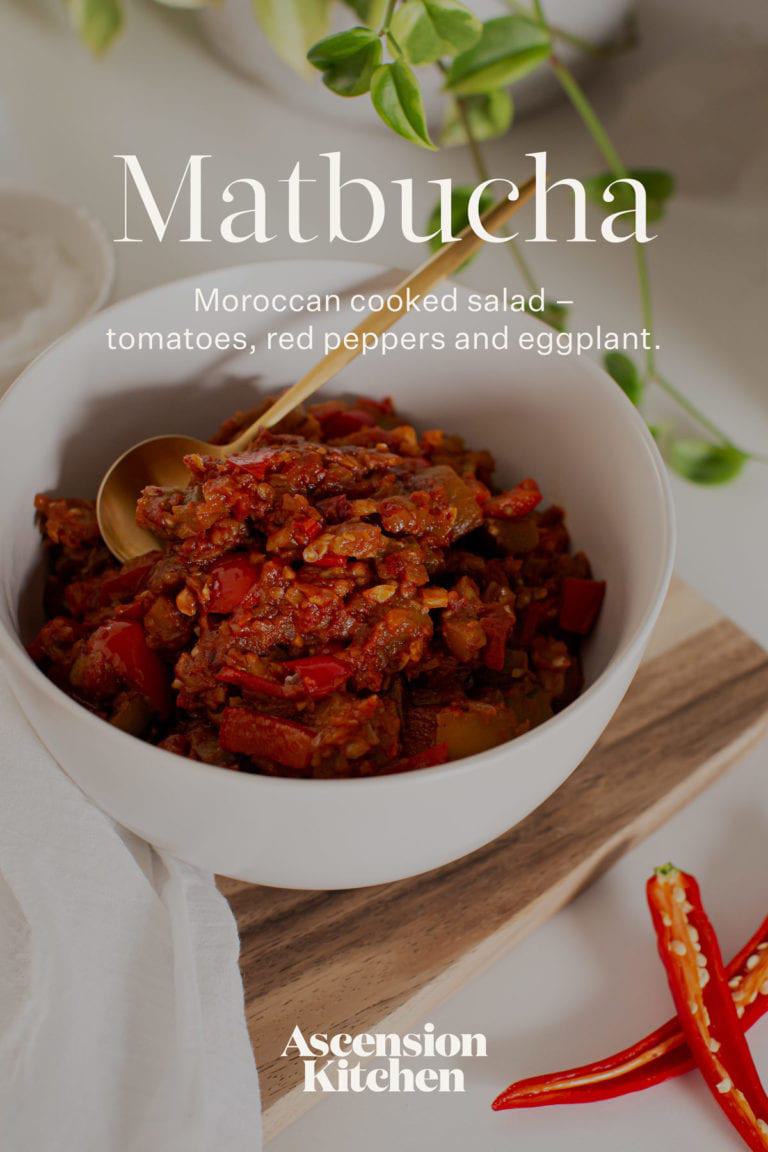 Matbucha
Moroccan cooked salad –
tomatoes, red peppers and eggplant.
Ascension
Kitchen